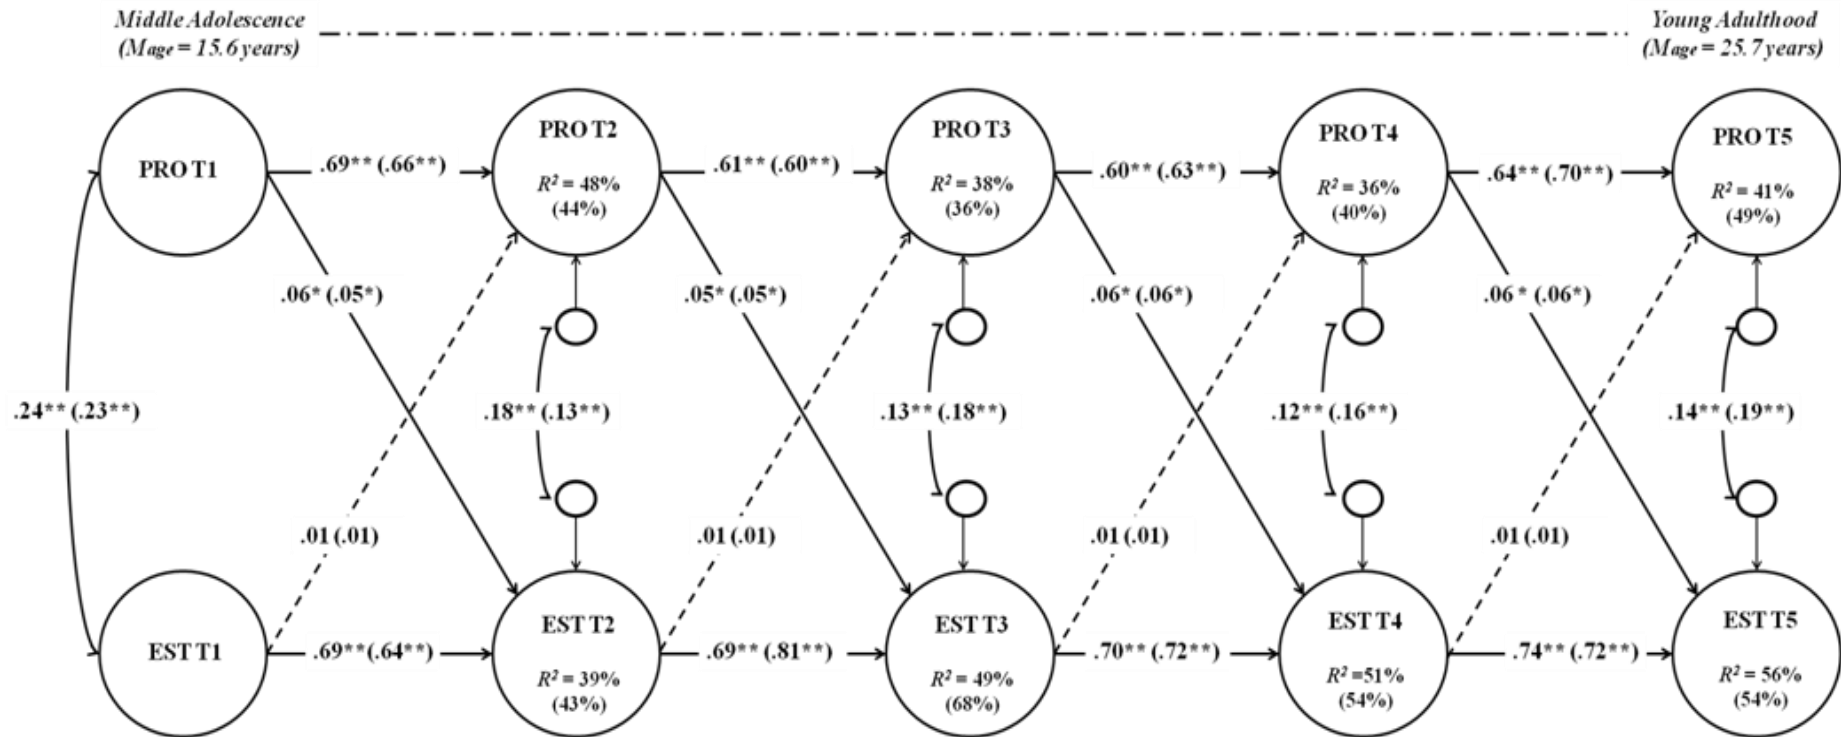 Middle Adolescence
(Mage = 15.6 years)
Young Adulthood
(Mage = 25.7 years)
PRO T1
.69** (.66**)
PRO T2
R² = 48%
(44%)
.61** (.60**)
PRO T3
R² = 38%
(36%)
.60** (.63**)
PRO T4
R² = 36%
(40%)
.64** (.70**)
PRO T5
R² = 41%
(49%)
.06* (.05*)
.05* (.05*)
.06* (.06*)
.06* (.06*)
.24** (.23**)
.18** (.13**)
.13** (.18**)
.12** (.16**)
.14** (.19**)
.01 (.01)
.01 (.01)
.01 (.01)
.01 (.01)
EST T1
.69**(.64**)
EST T2
R² = 39%
(43%)
.69** (.81**)
EST T3
R² = 49%
(68%)
.70** (.72**)
EST T4
R² =51%
(54%)
.74** (.72**)
EST T5
R² = 56%
(54%)